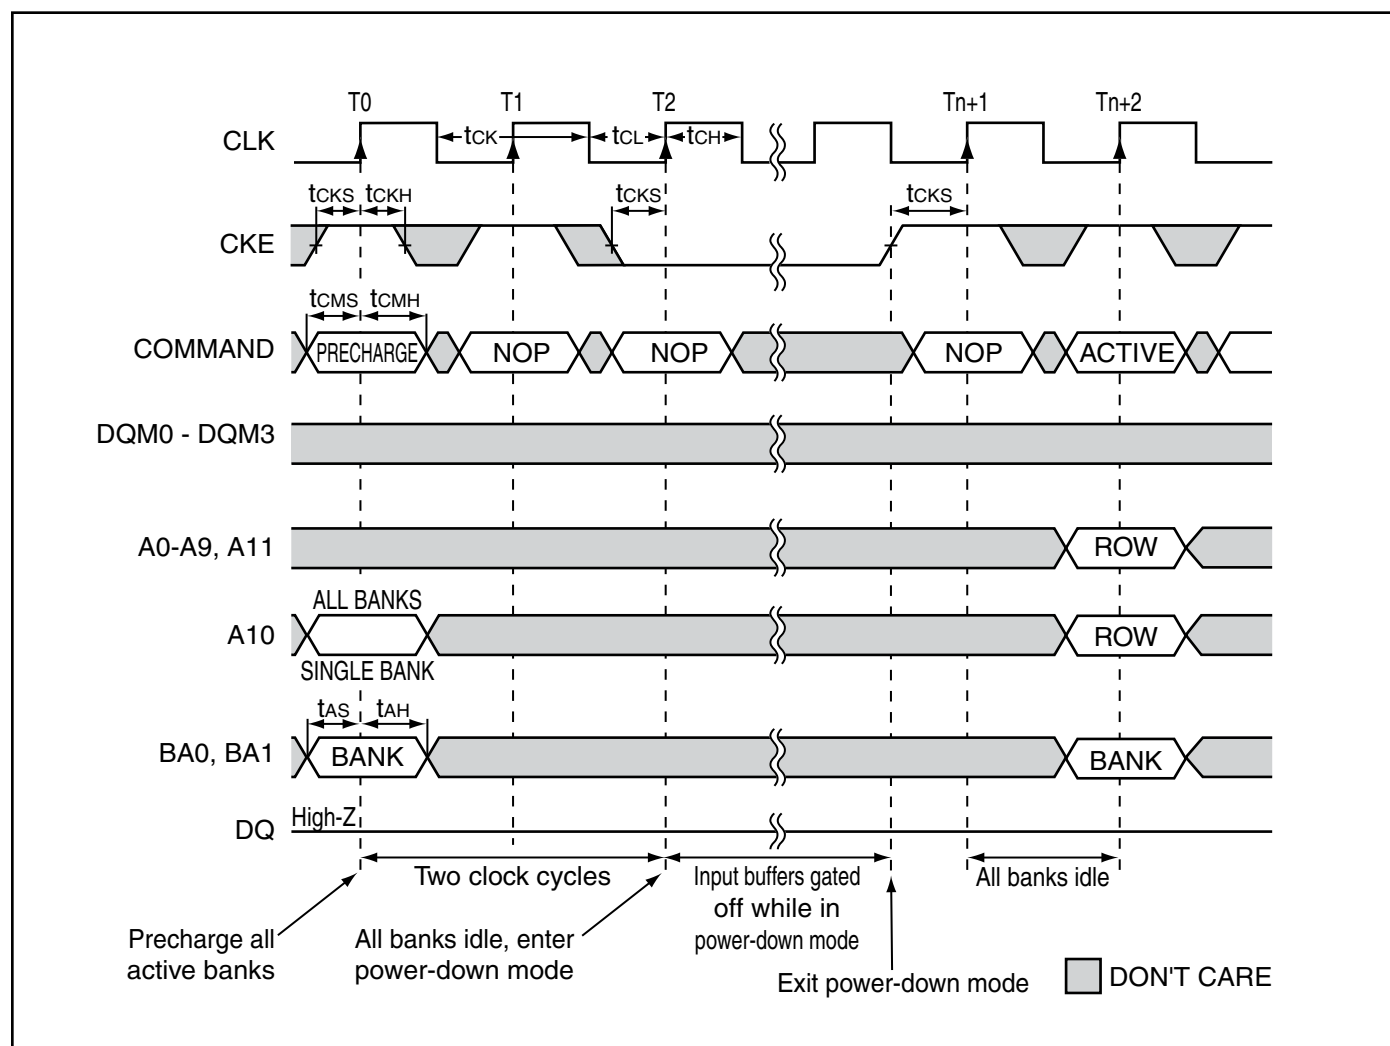 T0 T1 T2 Tn+1 Tn+2
CLK tCK tCL tCH
tCKS tCKH tCKS tCKS
CKE
tCMS tCMH
COMMAND PRECHARGE NOP NOP NOP ACTIVE
DQM0 - DQM3
A0-A9, A11 ROW
ALL BANKS
A10 ROW
SINGLE BANK
tAS tAH
BA0, BA1 BANK BANK
High-Z
DQ
Two clock cycles
Input buffers gated
off while in
power-down mode
All banks idle
Precharge all
active banks
All banks idle, enter
power-down mode
Exit power-down mode
DON'T CARE